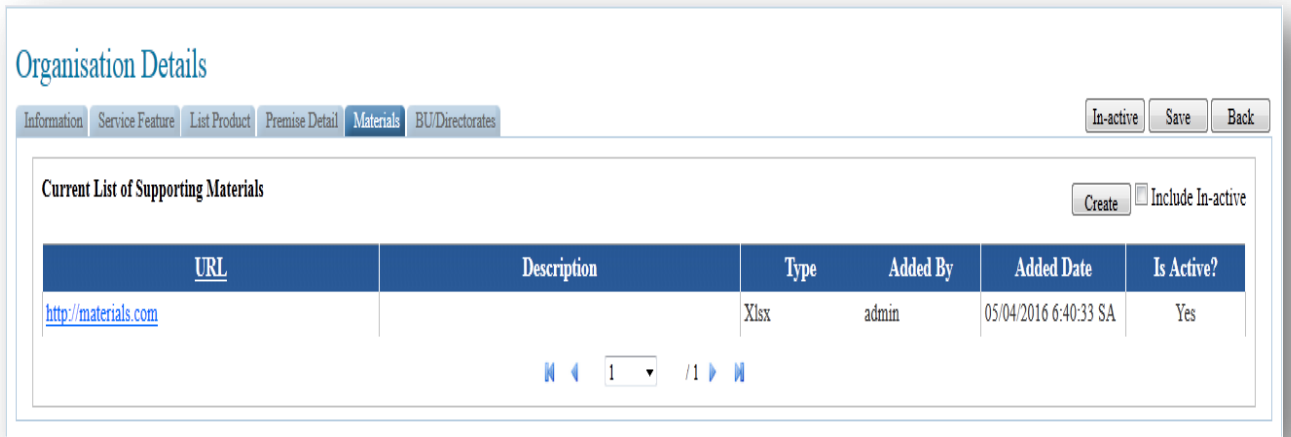 Organisation Details
Information Service Feature List Product Premise Detail Materials BU/Directorates In-active Save Back
Current List of Supporting Materials Create Include In-active
URL Description Type Added By Added Date Is Active?
http://materials.com Xlsx admin 05/04/2016 6:40:33 SA Yes
1 / 1